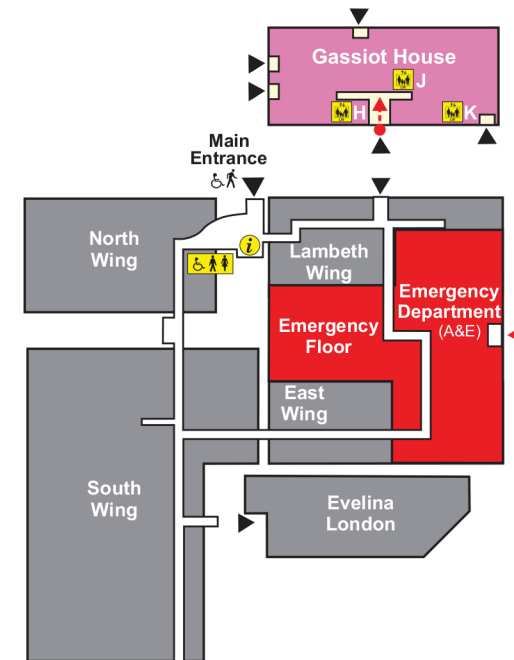 Gassiot House
J
H
K
Main
Entrance
North
Wing
i
Lambeth
Wing
Emergency
Department
(A&E)
Emergency
Floor
East
Wing
South
Wing
Evelina
London